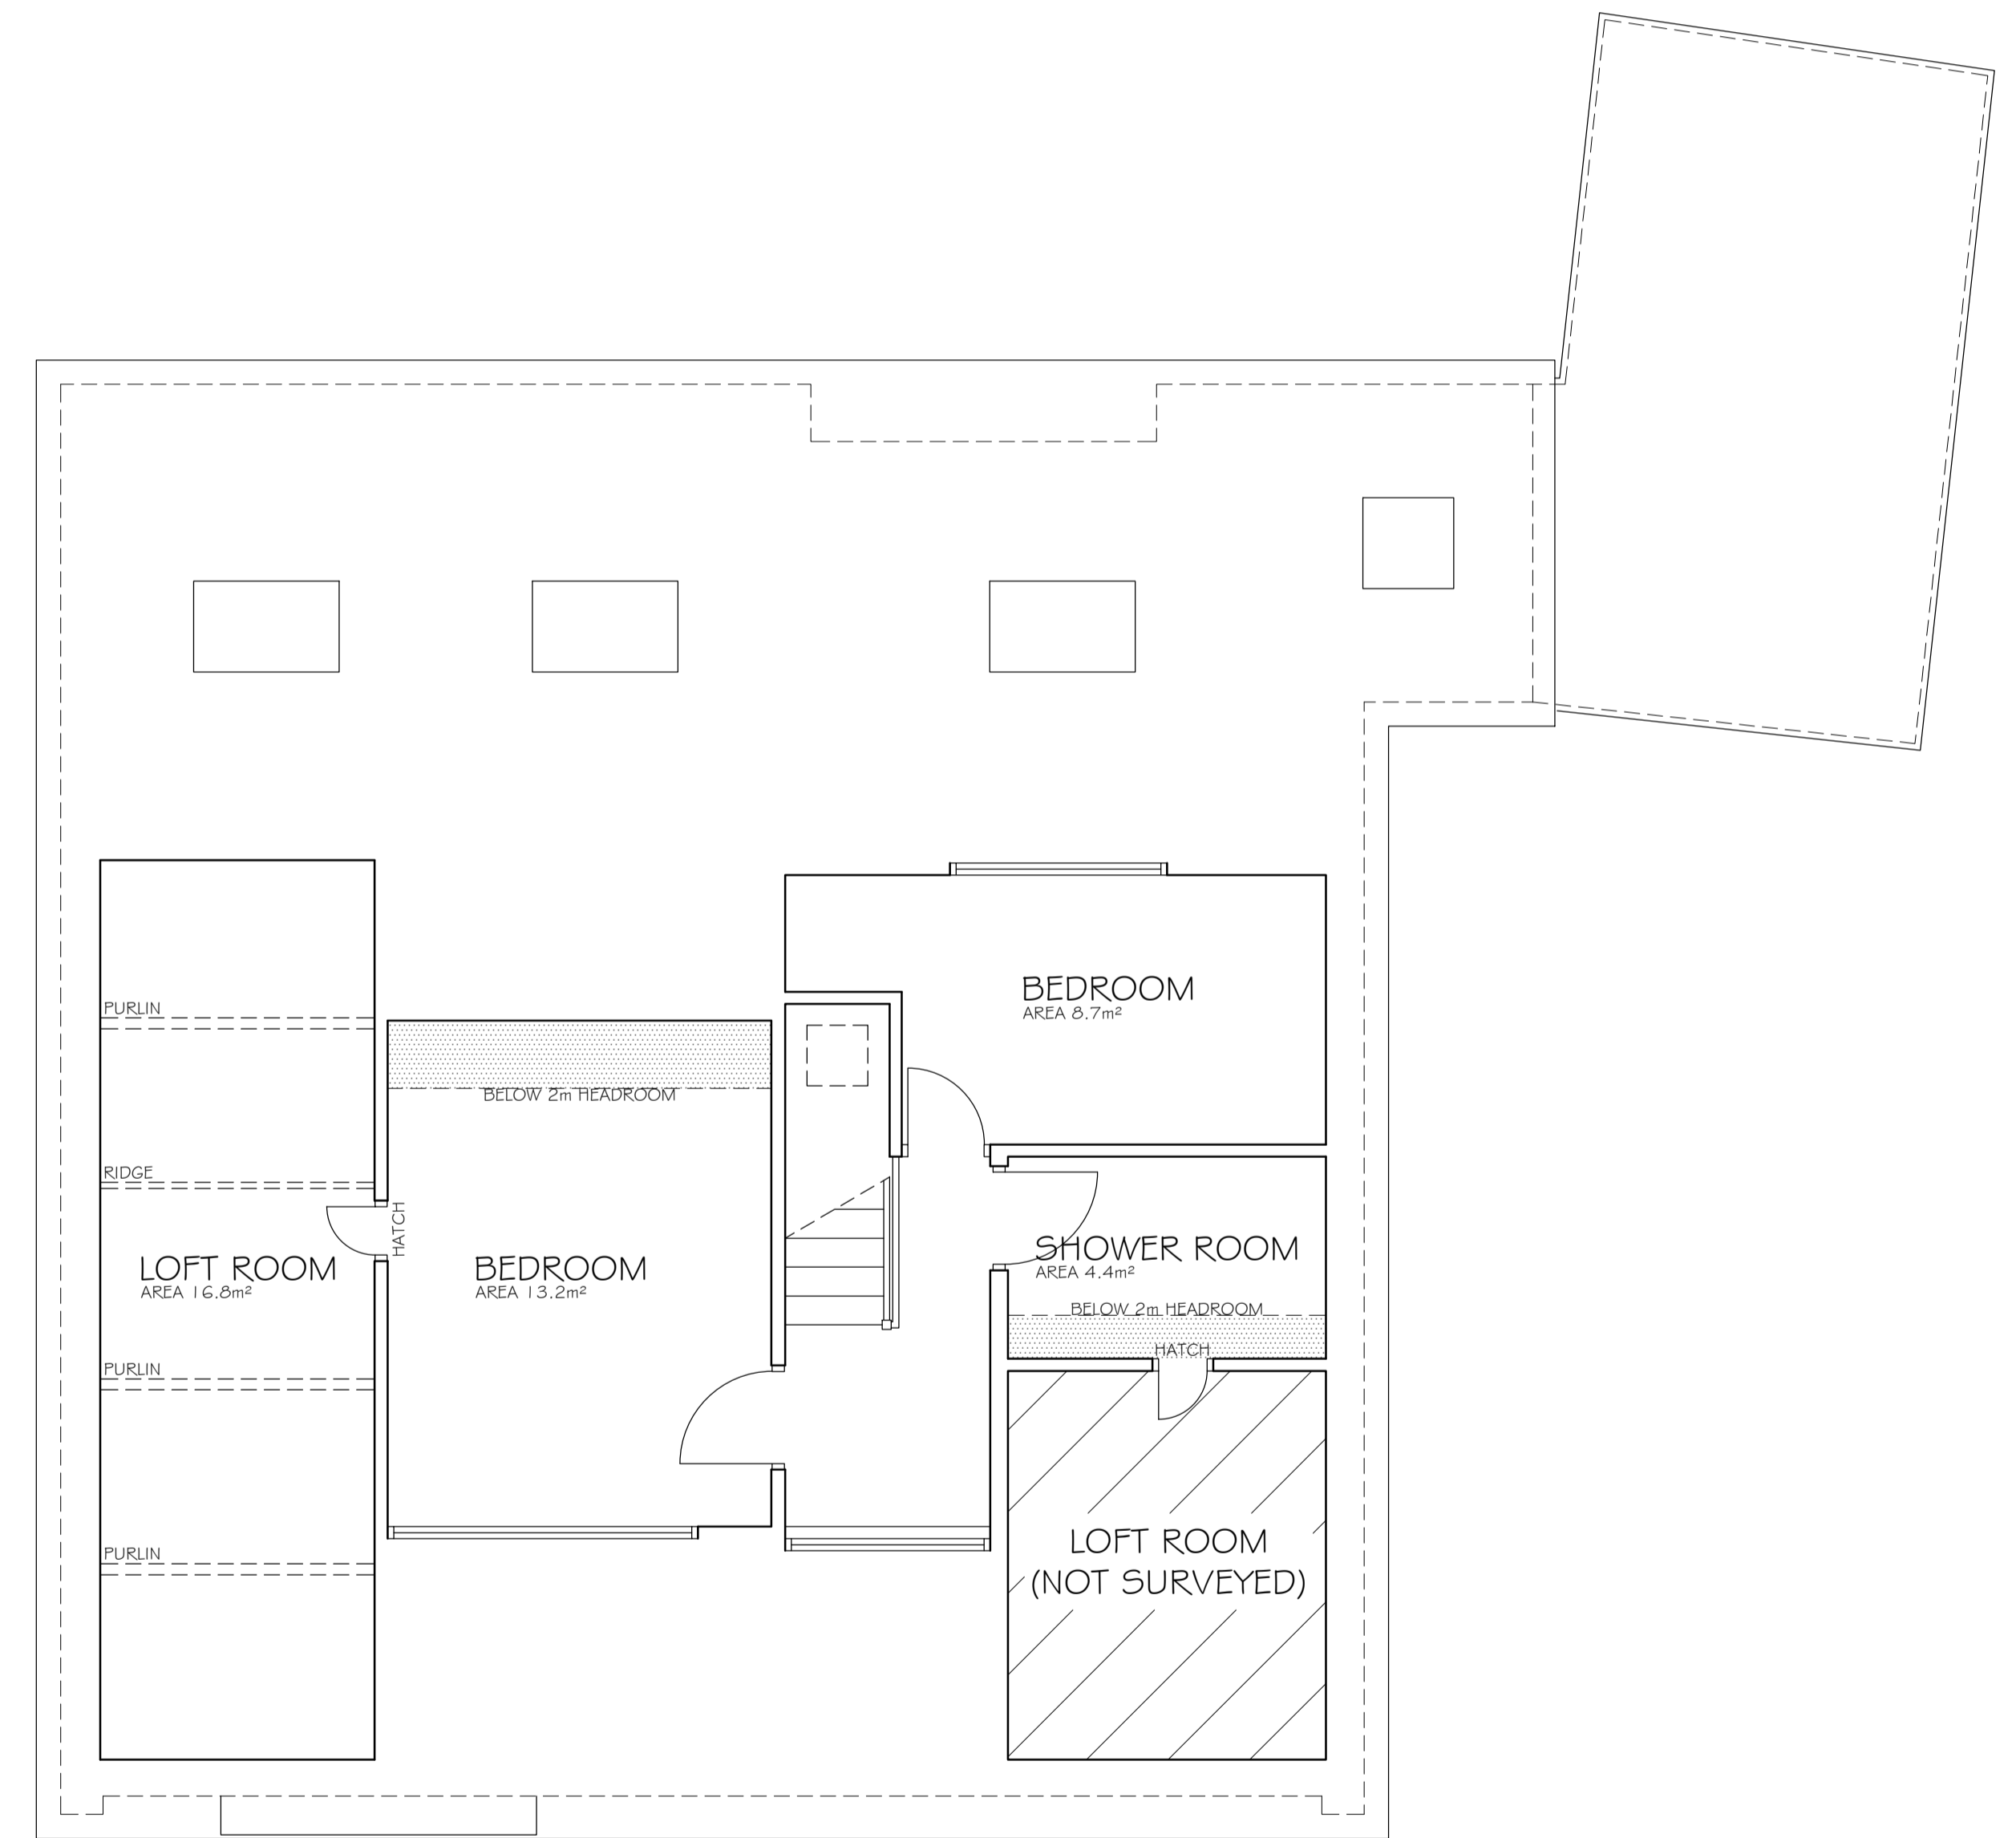 BEDROOM
AREA 8.7m²
PURLIN
BELOW 2m HEADROOM
RIDGE
HATCH
LOFT ROOM
AREA 16.8m²
BEDROOM
AREA 13.2m²
SHOWER ROOM
AREA 4.4m²
BELOW 2m HEADROOM
HATCH
PURLIN
LOFT ROOM
(NOT SURVEYED)
PURLIN